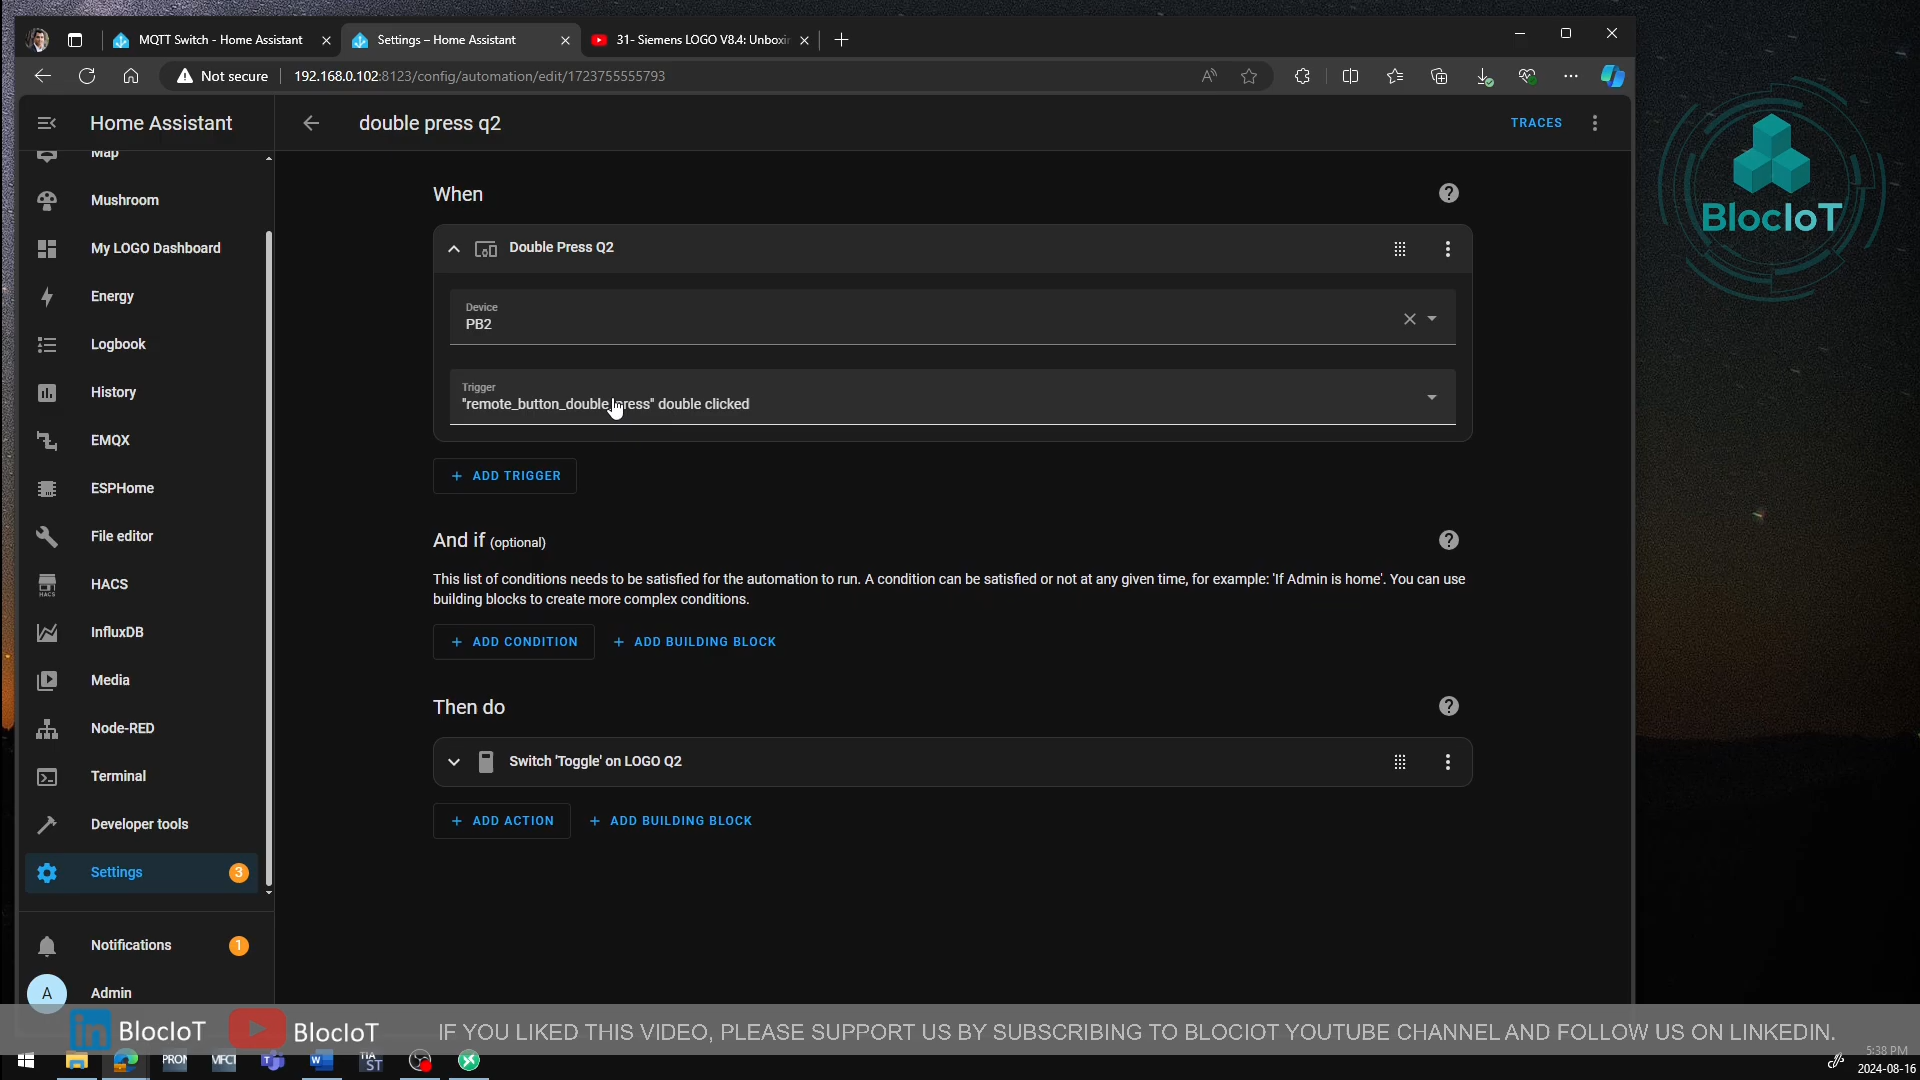 MQTT Switch - Home Assistant
Settings – Home Assistant
31- Siemens LOGO V8.4: Unboxi
Not secure
192.168.0.102:8123/config/automation/edit/1723755555793
Home Assistant
double press q2
TRACES
Map
Mushroom
My LOGO Dashboard
Energy
Logbook
History
EMQX
ESPHome
File editor
HACS
InfluxDB
Media
Node-RED
Terminal
Developer tools
Settings
3
Notifications
1
A
Admin
When
Double Press Q2
Device
PB2
Trigger
"remote_button_double_press" double clicked
ADD TRIGGER
And if (optional)
This list of conditions needs to be satisfied for the automation to run. A condition can be satisfied or not at any given time, for example: 'If Admin is home'. You can use
building blocks to create more complex conditions.
ADD CONDITION
ADD BUILDING BLOCK
Then do
Switch 'Toggle' on LOGO Q2
ADD ACTION
ADD BUILDING BLOCK
BlocIoT
in BlocIoT
BlocIoT
IF YOU LIKED THIS VIDEO, PLEASE SUPPORT US BY SUBSCRIBING TO BLOCIOT YOUTUBE CHANNEL AND FOLLOW US ON LINKEDIN.
5:38 PM
2024-08-16